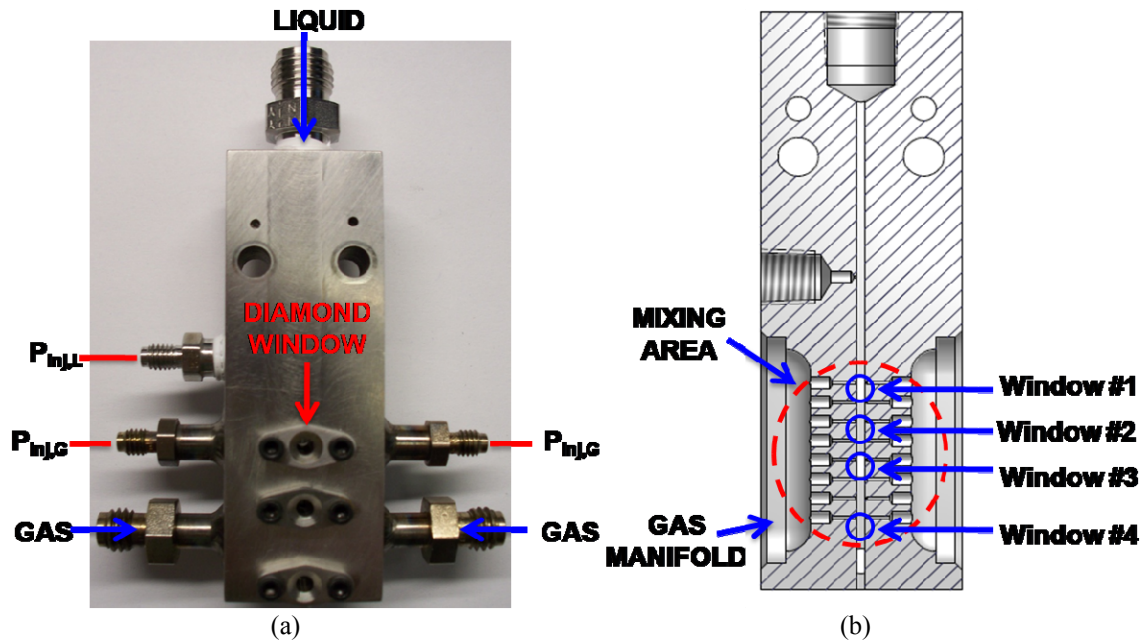 LIQUID
DIAMOND
WINDOW
P_Inj,L
P_Inj,G
P_Inj,G
GAS
GAS
(a)
MIXING
AREA
Window #1
Window #2
Window #3
GAS
MANIFOLD
Window #4
(b)